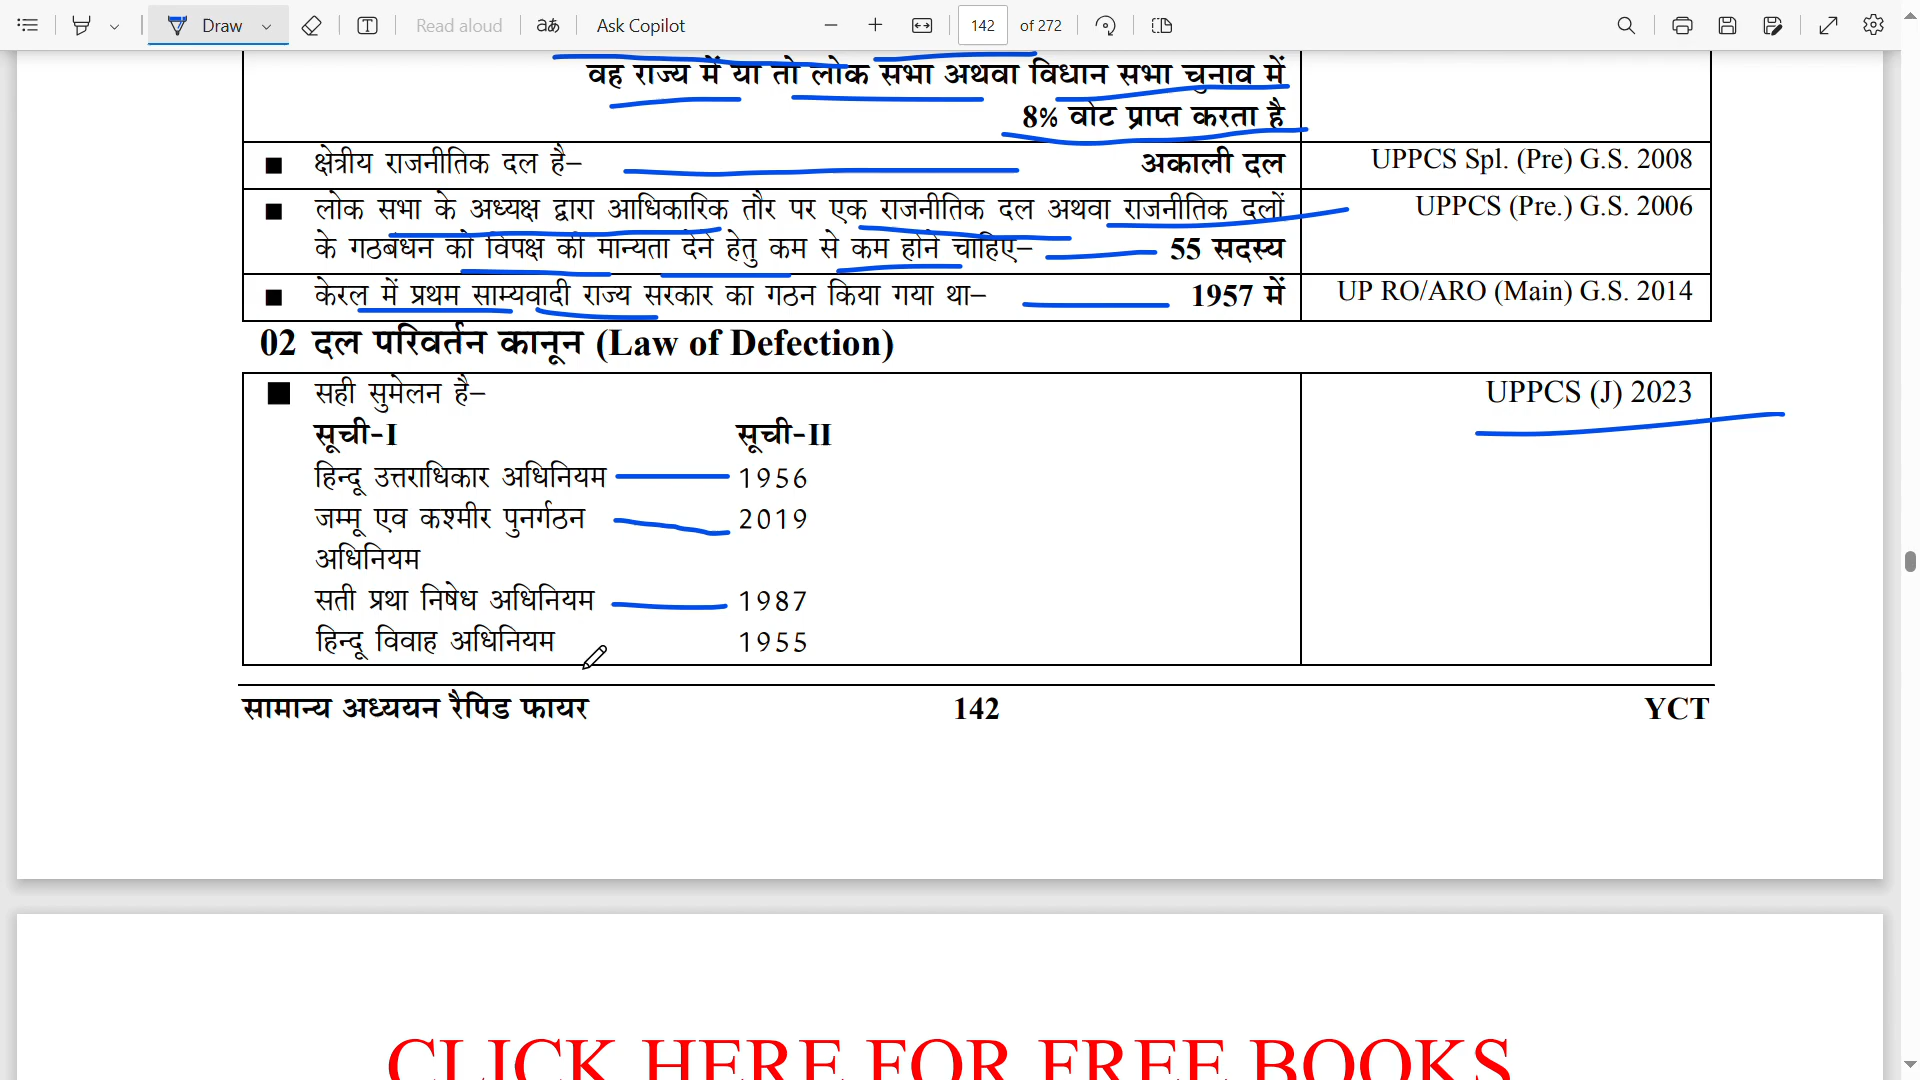 Draw
Read aloud
aあ
Ask Copilot
142 of 272
वह राज्य में या तो लोक सभा अथवा विधान सभा चुनाव में
8% वोट प्राप्त करता है
■ क्षेत्रीय राजनीतिक दल है– अकाली दल UPPCS Spl. (Pre) G.S. 2008
■ लोक सभा के अध्यक्ष द्वारा आधिकारिक तौर पर एक राजनीतिक दल अथवा राजनीतिक दलों UPPCS (Pre.) G.S. 2006
के गठबंधन को विपक्ष की मान्यता देने हेतु कम से कम होने चाहिए– 55 सदस्य
■ केरल में प्रथम साम्यवादी राज्य सरकार का गठन किया गया था– 1957 में UP RO/ARO (Main) G.S. 2014
02 दल परिवर्तन कानून (Law of Defection)
■ सही सुमेलन है– UPPCS (J) 2023
सूची-I सूची-II
हिन्दू उत्तराधिकार अधिनियम 1956
जम्मू एव कश्मीर पुनर्गठन 2019
अधिनियम
सती प्रथा निषेध अधिनियम 1987
हिन्दू विवाह अधिनियम 1955
सामान्य अध्ययन रैपिड फायर 142 YCT
CLICK HERE FOR FREE BOOKS